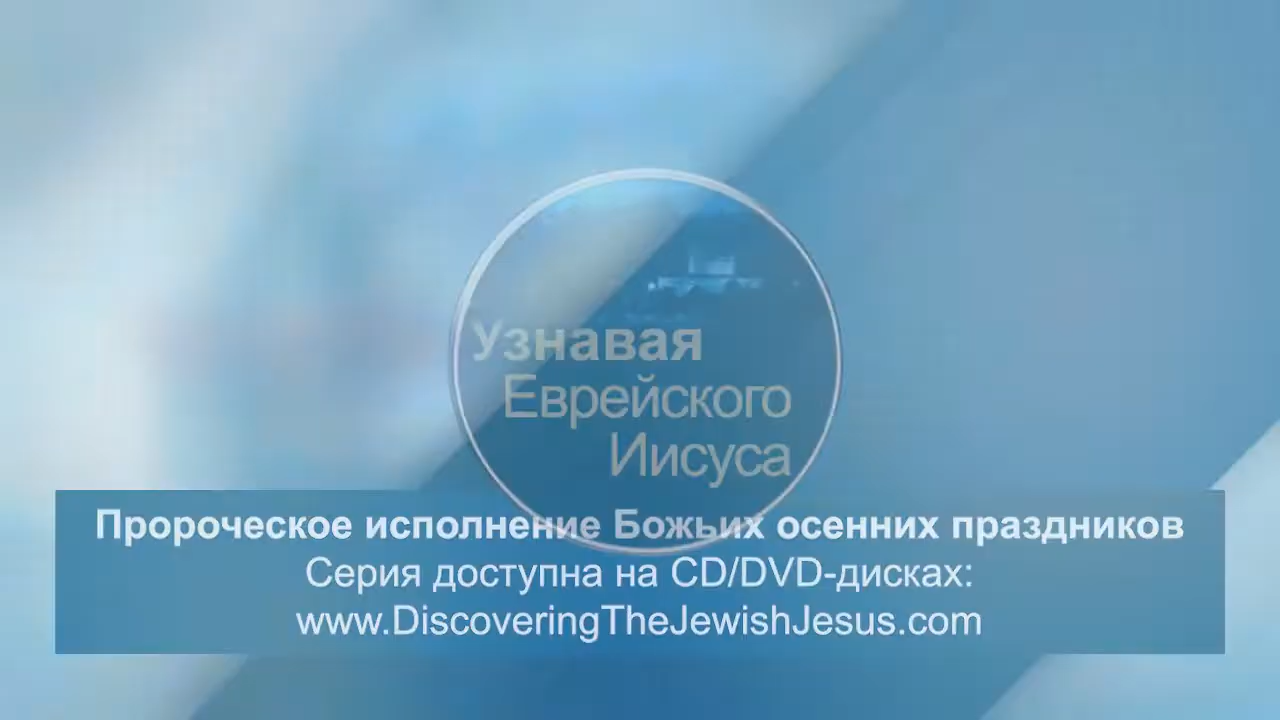 Узнавая
Еврейского
Иисуса
Пророческое исполнение Божьих осенних праздников
Серия доступна на CD/DVD-дисках:
www.DiscoveringTheJewishJesus.com